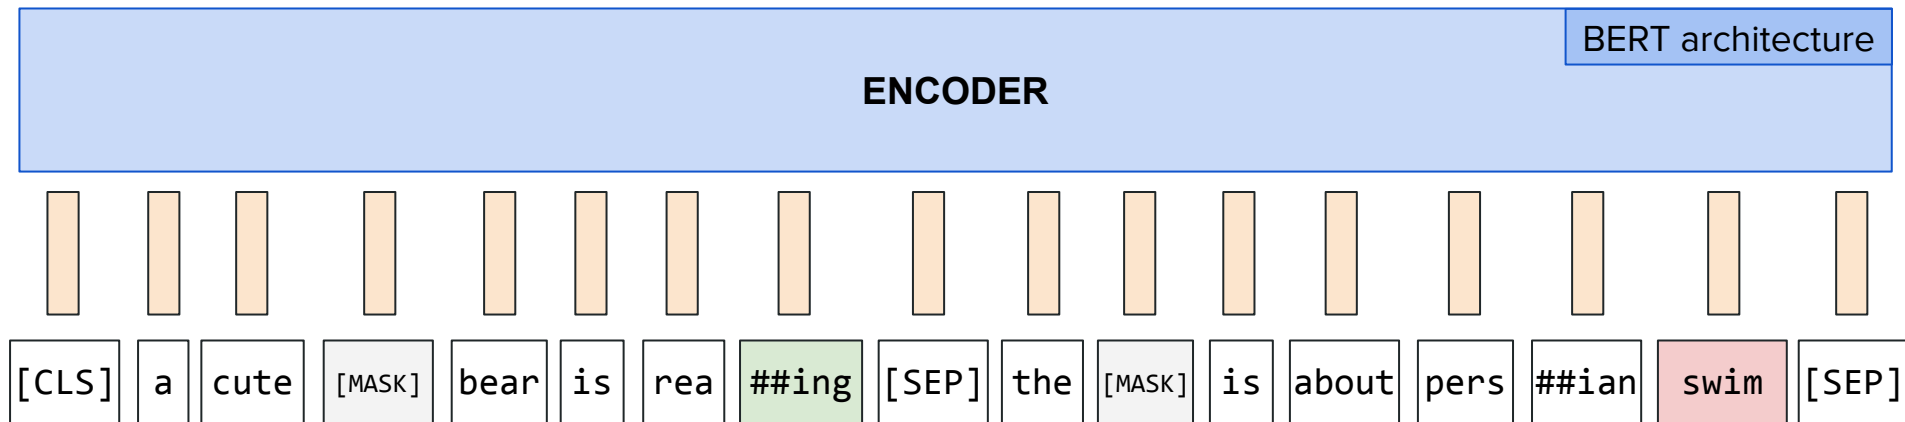 BERT architecture
ENCODER
[CLS] a cute [MASK] bear is rea ##ing [SEP] the [MASK] is about pers ##ian swim [SEP]